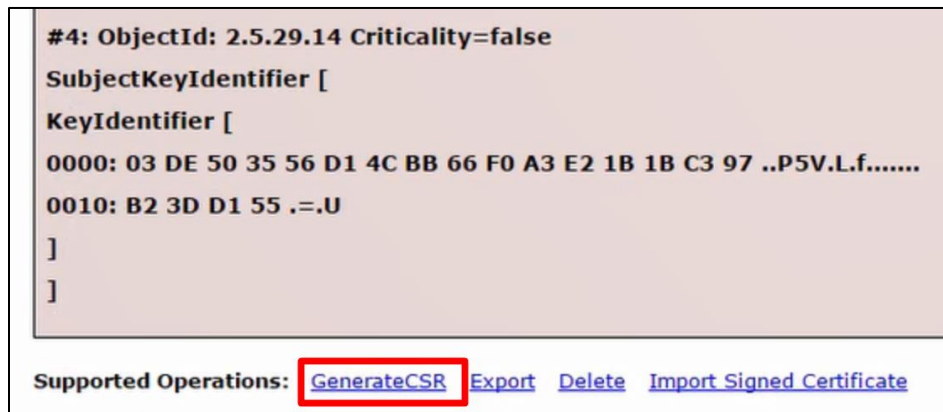 #4: ObjectId: 2.5.29.14 Criticality=false
SubjectKeyIdentifier [
KeyIdentifier [
0000: 03 DE 50 35 56 D1 4C BB 66 F0 A3 E2 1B 1B C3 97 ..P5V.L.f.......
0010: B2 3D D1 55 .=.U
]
]
Supported Operations: GenerateCSR Export Delete Import Signed Certificate